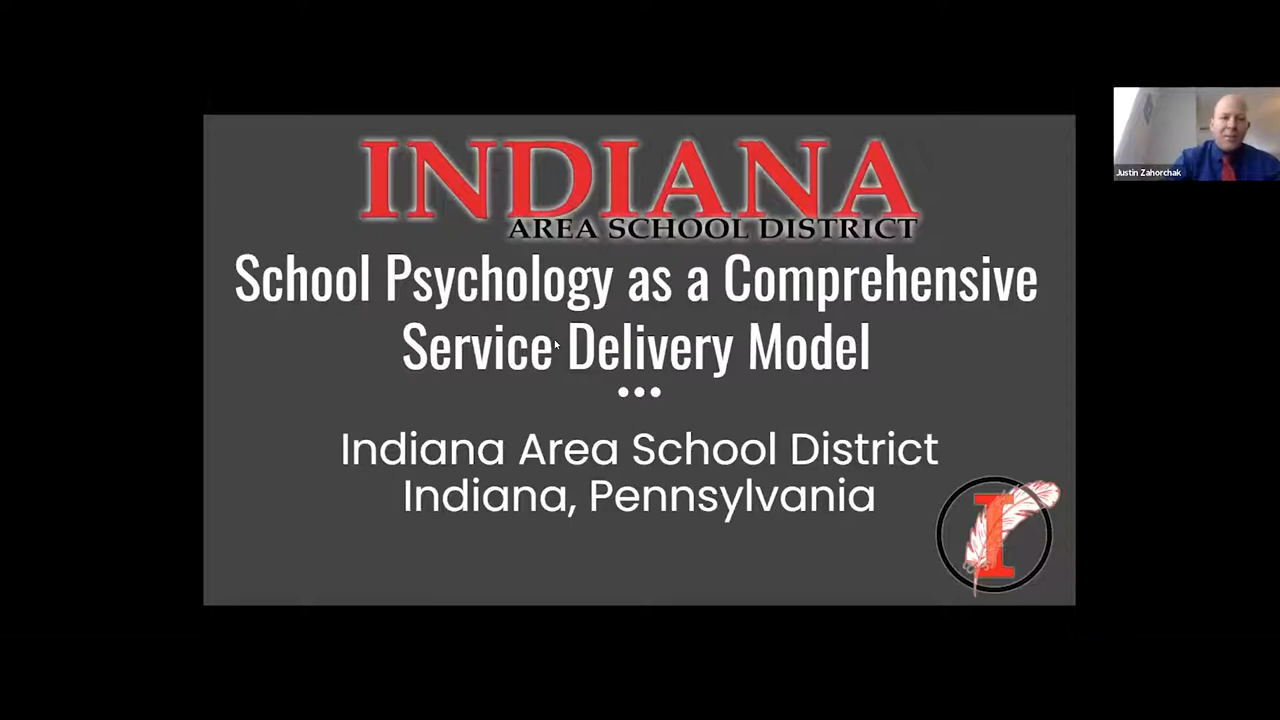 INDIANA
AREA SCHOOL DISTRICT
School Psychology as a Comprehensive
Service Delivery Model
Indiana Area School District
Indiana, Pennsylvania
I
Justin Zahorchak